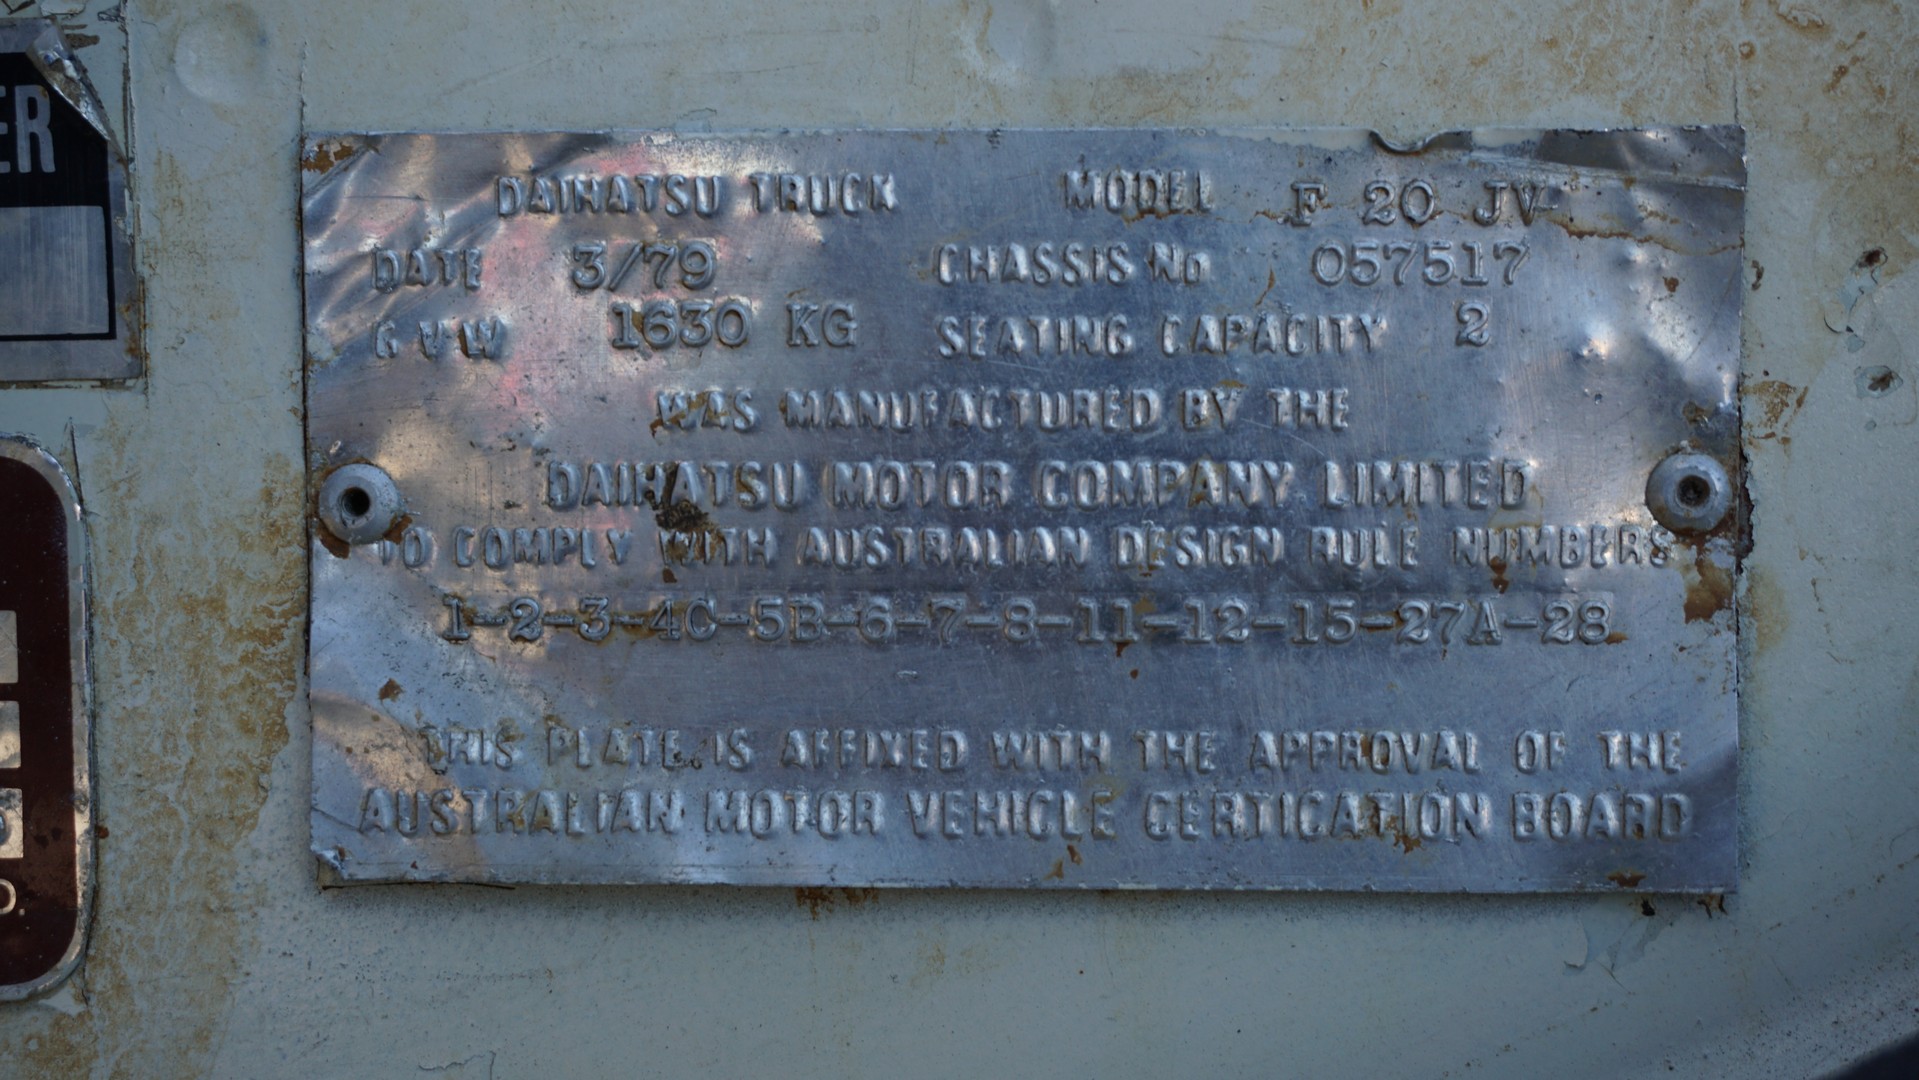 ER
DAIHATSU TRUCK MODEL F 20 JV
DATE 3/79 CHASSIS No 057517
G V W 1630 KG SEATING CAPACITY 2
WAS MANUFACTURED BY THE
DAIHATSU MOTOR COMPANY LIMITED
TO COMPLY WITH AUSTRALIAN DESIGN RULE NUMBERS
1-2-3-4C-5B-6-7-8-11-12-15-27A-28
THIS PLATE IS AFFIXED WITH THE APPROVAL OF THE
AUSTRALIAN MOTOR VEHICLE CERTICATION BOARD